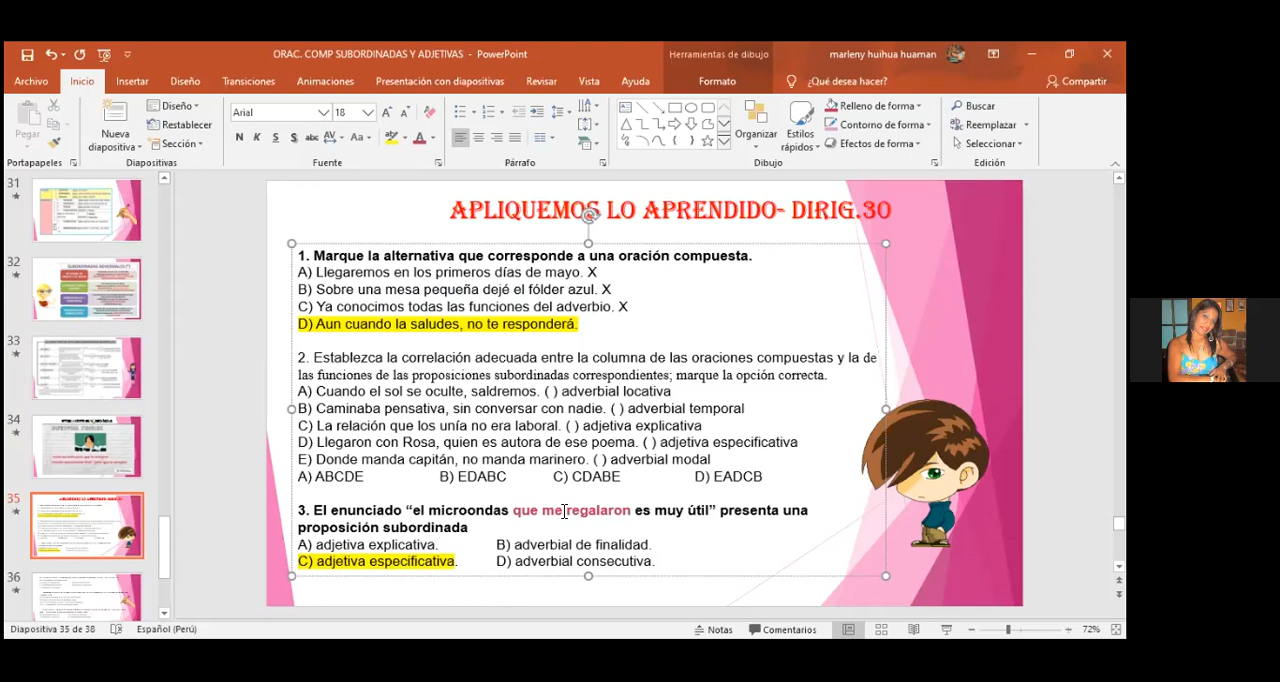 ORAC. COMP SUBORDINADAS Y ADJETIVAS - PowerPoint
Herramientas de dibujo
marleny huihua huaman
Archivo Inicio Insertar Diseño Transiciones Animaciones Presentación con diapositivas Revisar Vista Ayuda Formato ¿Qué desea hacer? Compartir
Pegar
Nueva diapositiva
Diseño
Restablecer
Sección
Arial 18
N K S S abc AV Aa A
Organizar
Estilos rápidos
Relleno de forma
Contorno de forma
Efectos de forma
Buscar
Reemplazar
Seleccionar
Portapapeles Diapositivas Fuente Párrafo Dibujo Edición
31
32
33
34
35
36
APLIQUEMOS LO APRENDIDO- DIRIG.30
1. Marque la alternativa que corresponde a una oración compuesta.
A) Llegaremos en los primeros días de mayo. X
B) Sobre una mesa pequeña dejé el fólder azul. X
C) Ya conocimos todas las funciones del adverbio. X
D) Aun cuando la saludes, no te responderá.
2. Establezca la correlación adecuada entre la columna de las oraciones compuestas y la de
las funciones de las proposiciones subordinadas correspondientes; marque la opción correcta.
A) Cuando el sol se oculte, saldremos. ( ) adverbial locativa
B) Caminaba pensativa, sin conversar con nadie. ( ) adverbial temporal
C) La relación que los unía no era laboral. ( ) adjetiva explicativa
D) Llegaron con Rosa, quien es autora de ese poema. ( ) adjetiva especificativa
E) Donde manda capitán, no manda marinero. ( ) adverbial modal
A) ABCDE B) EDABC C) CDABE D) EADCB
3. El enunciado “el microondas que me regalaron es muy útil” presenta una
proposición subordinada
A) adjetiva explicativa. D) adverbial de finalidad.
C) adjetiva especificativa. D) adverbial consecutiva.
Diapositiva 35 de 38 Español (Perú) Notas Comentarios 72%